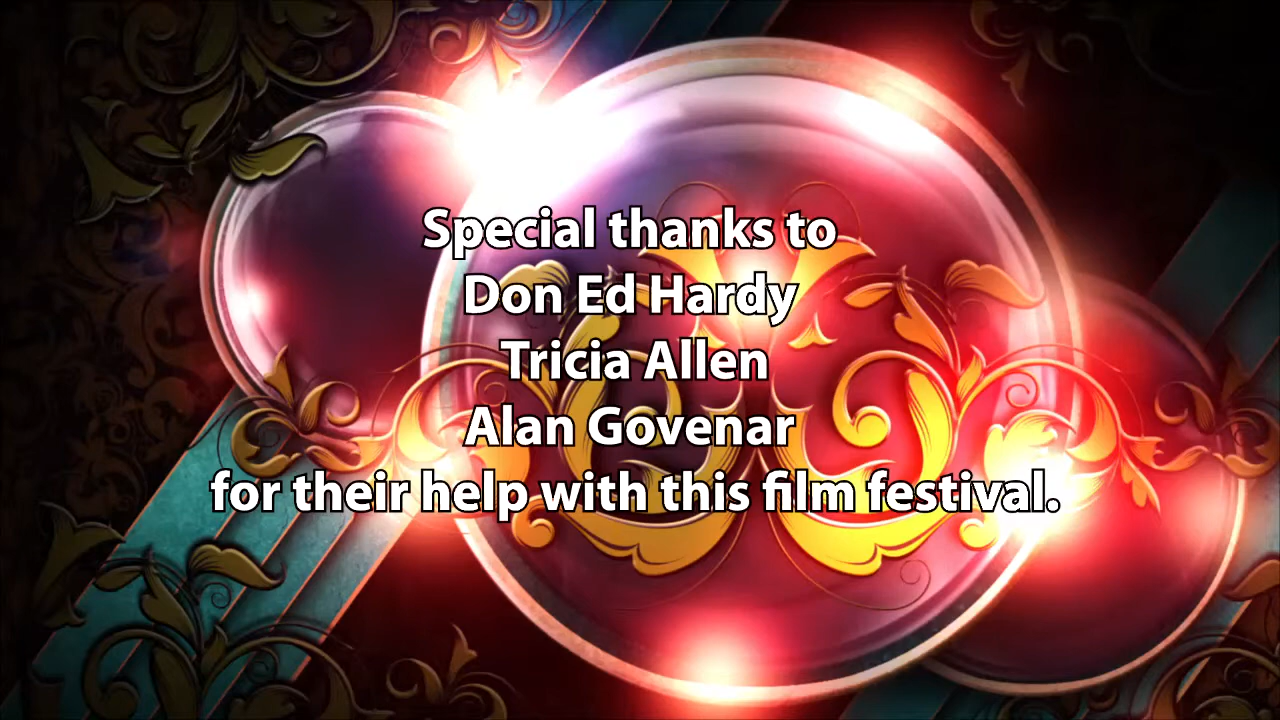 Special thanks to
Don Ed Hardy
Tricia Allen
Alan Govenar
for their help with this film festival.